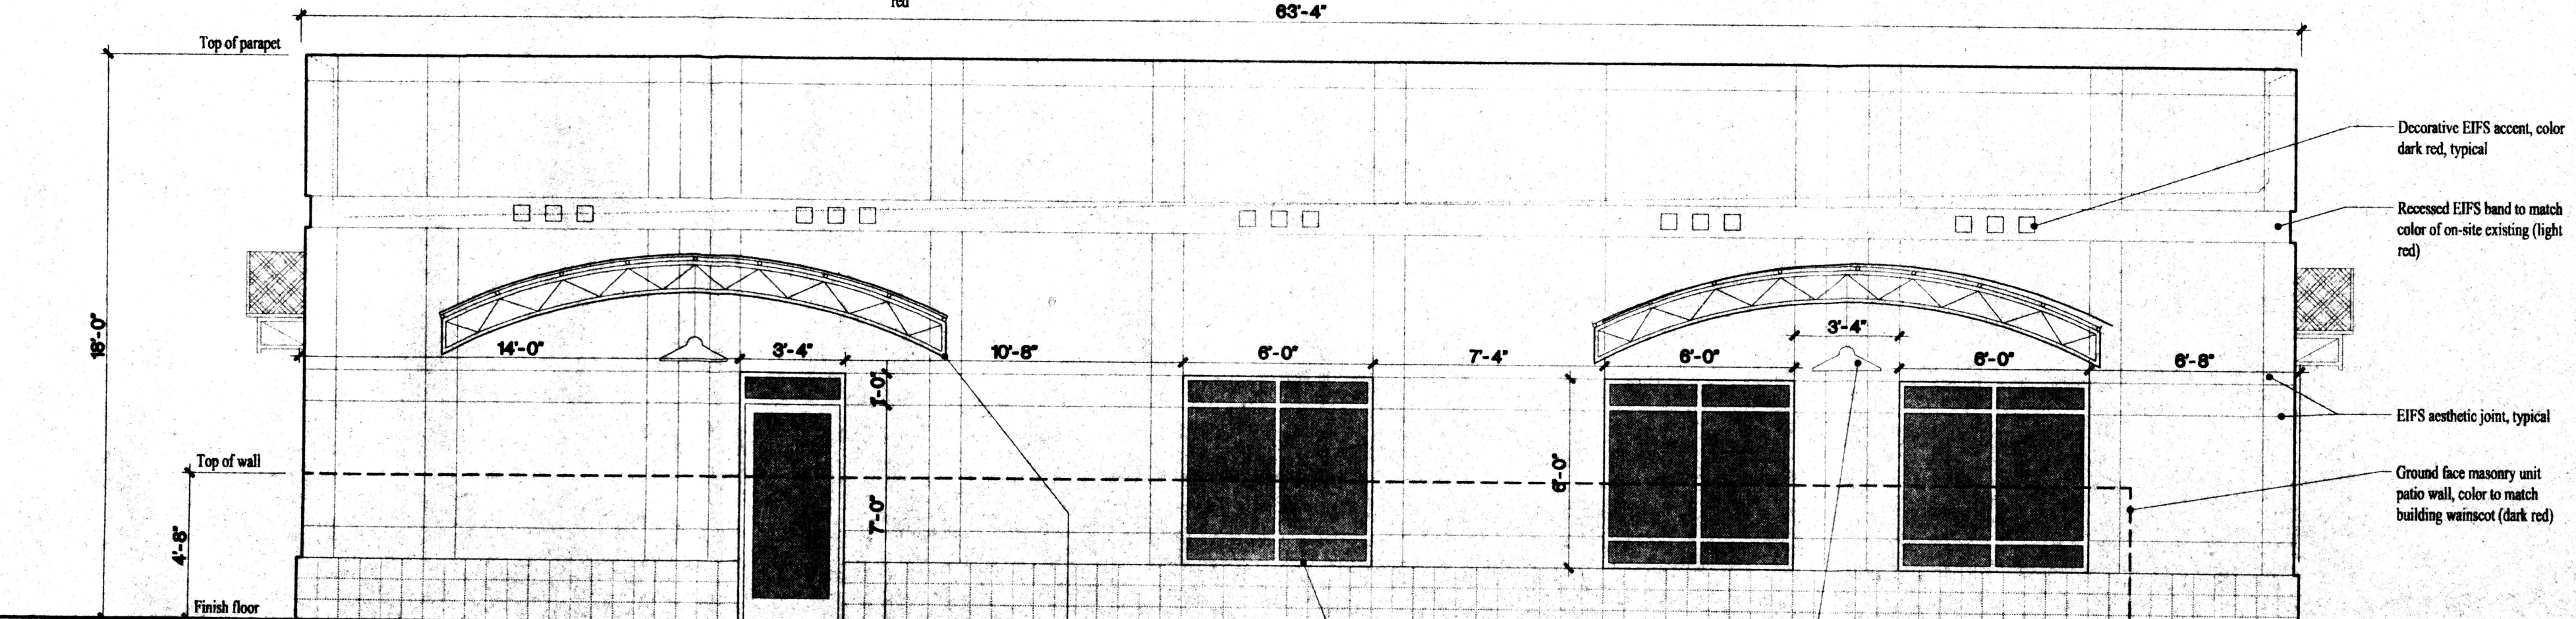 red
63'-4"
Top of parapet
Decorative EIFS accent, color
dark red, typical
Recessed EIFS band to match
color of on-site existing (light
red)
18'-0"
14'-0"
3'-4"
10'-8"
6'-0"
7'-4"
6'-0"
3'-4"
6'-0"
6'-8"
1'-0"
EIFS aesthetic joint, typical
Top of wall
6'-0"
7'-0"
4'-8"
Ground face masonry unit
patio wall, color to match
building wainscot (dark red)
Finish floor